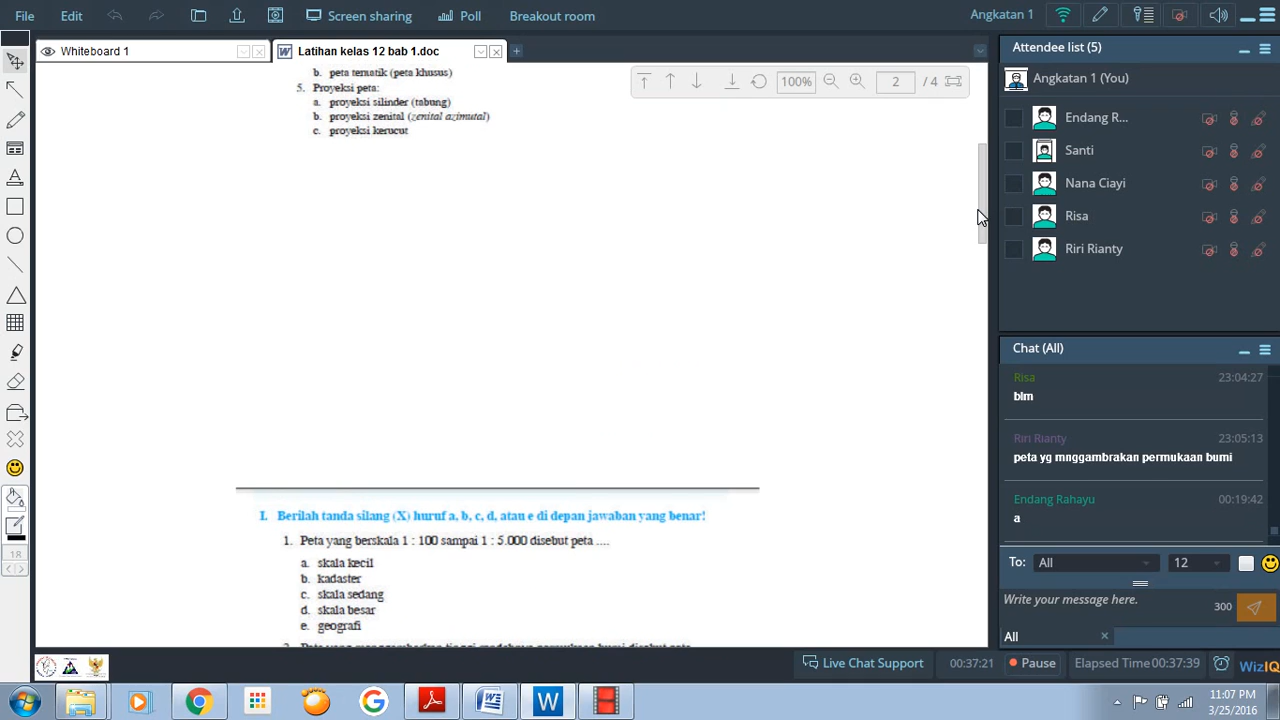 File Edit Screen sharing Poll Breakout room Angkatan 1
Whiteboard 1 Latihan kelas 12 bab 1.doc
100% 2 / 4
b. peta tematik (peta khusus)
5. Proyeksi peta:
a. proyeksi silinder (tabung)
b. proyeksi zenital (zenital azimutal)
c. proyeksi kerucut
I. Berilah tanda silang (X) huruf a, b, c, d, atau e di depan jawaban yang benar!
1. Peta yang berskala 1 : 100 sampai 1 : 5.000 disebut peta ....
a. skala kecil
b. kadaster
c. skala sedang
d. skala besar
e. geografi
Attendee list (5)
Angkatan 1 (You)
Endang R...
Santi
Nana Ciayi
Risa
Riri Rianty
Chat (All)
Risa 23:04:27
blm
Riri Rianty 23:05:13
peta yg mnggambrakan permukaan bumi
Endang Rahayu 00:19:42
a
To: All 12
Write your message here. 300
All
18
Live Chat Support 00:37:21 Pause Elapsed Time WizIQ
11:07 PM
3/25/2016